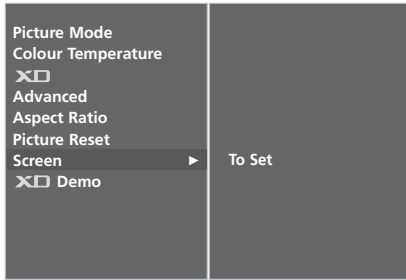 Picture Mode
Colour Temperature
XD
Advanced
Aspect Ratio
Picture Reset
Screen ► To Set
XD Demo